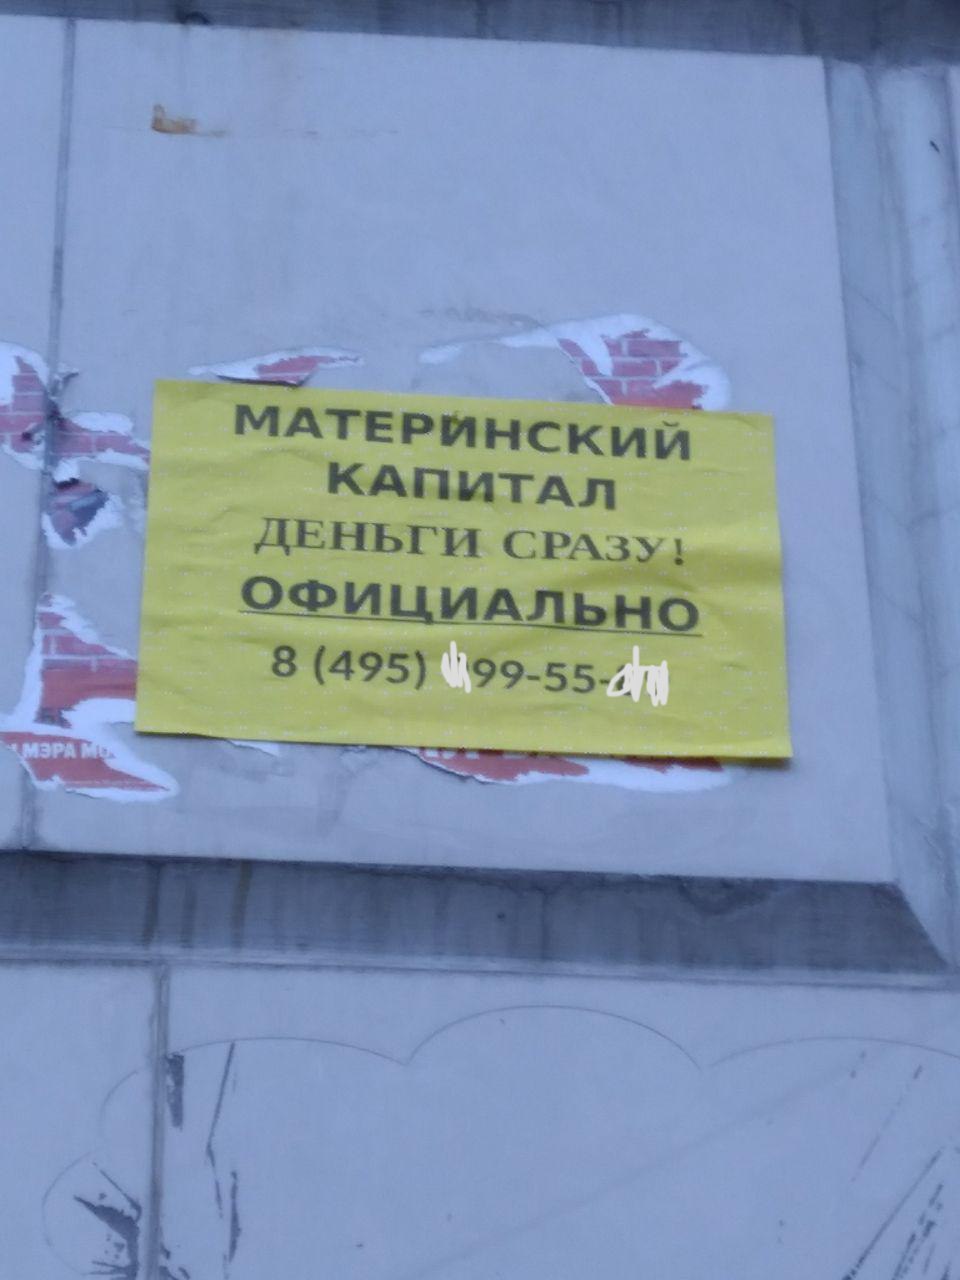 МАТЕРИНСКИЙ
КАПИТАЛ
ДЕНЬГИ СРАЗУ!
ОФИЦИАЛЬНО
8 (495) 99-55-
МЭРА